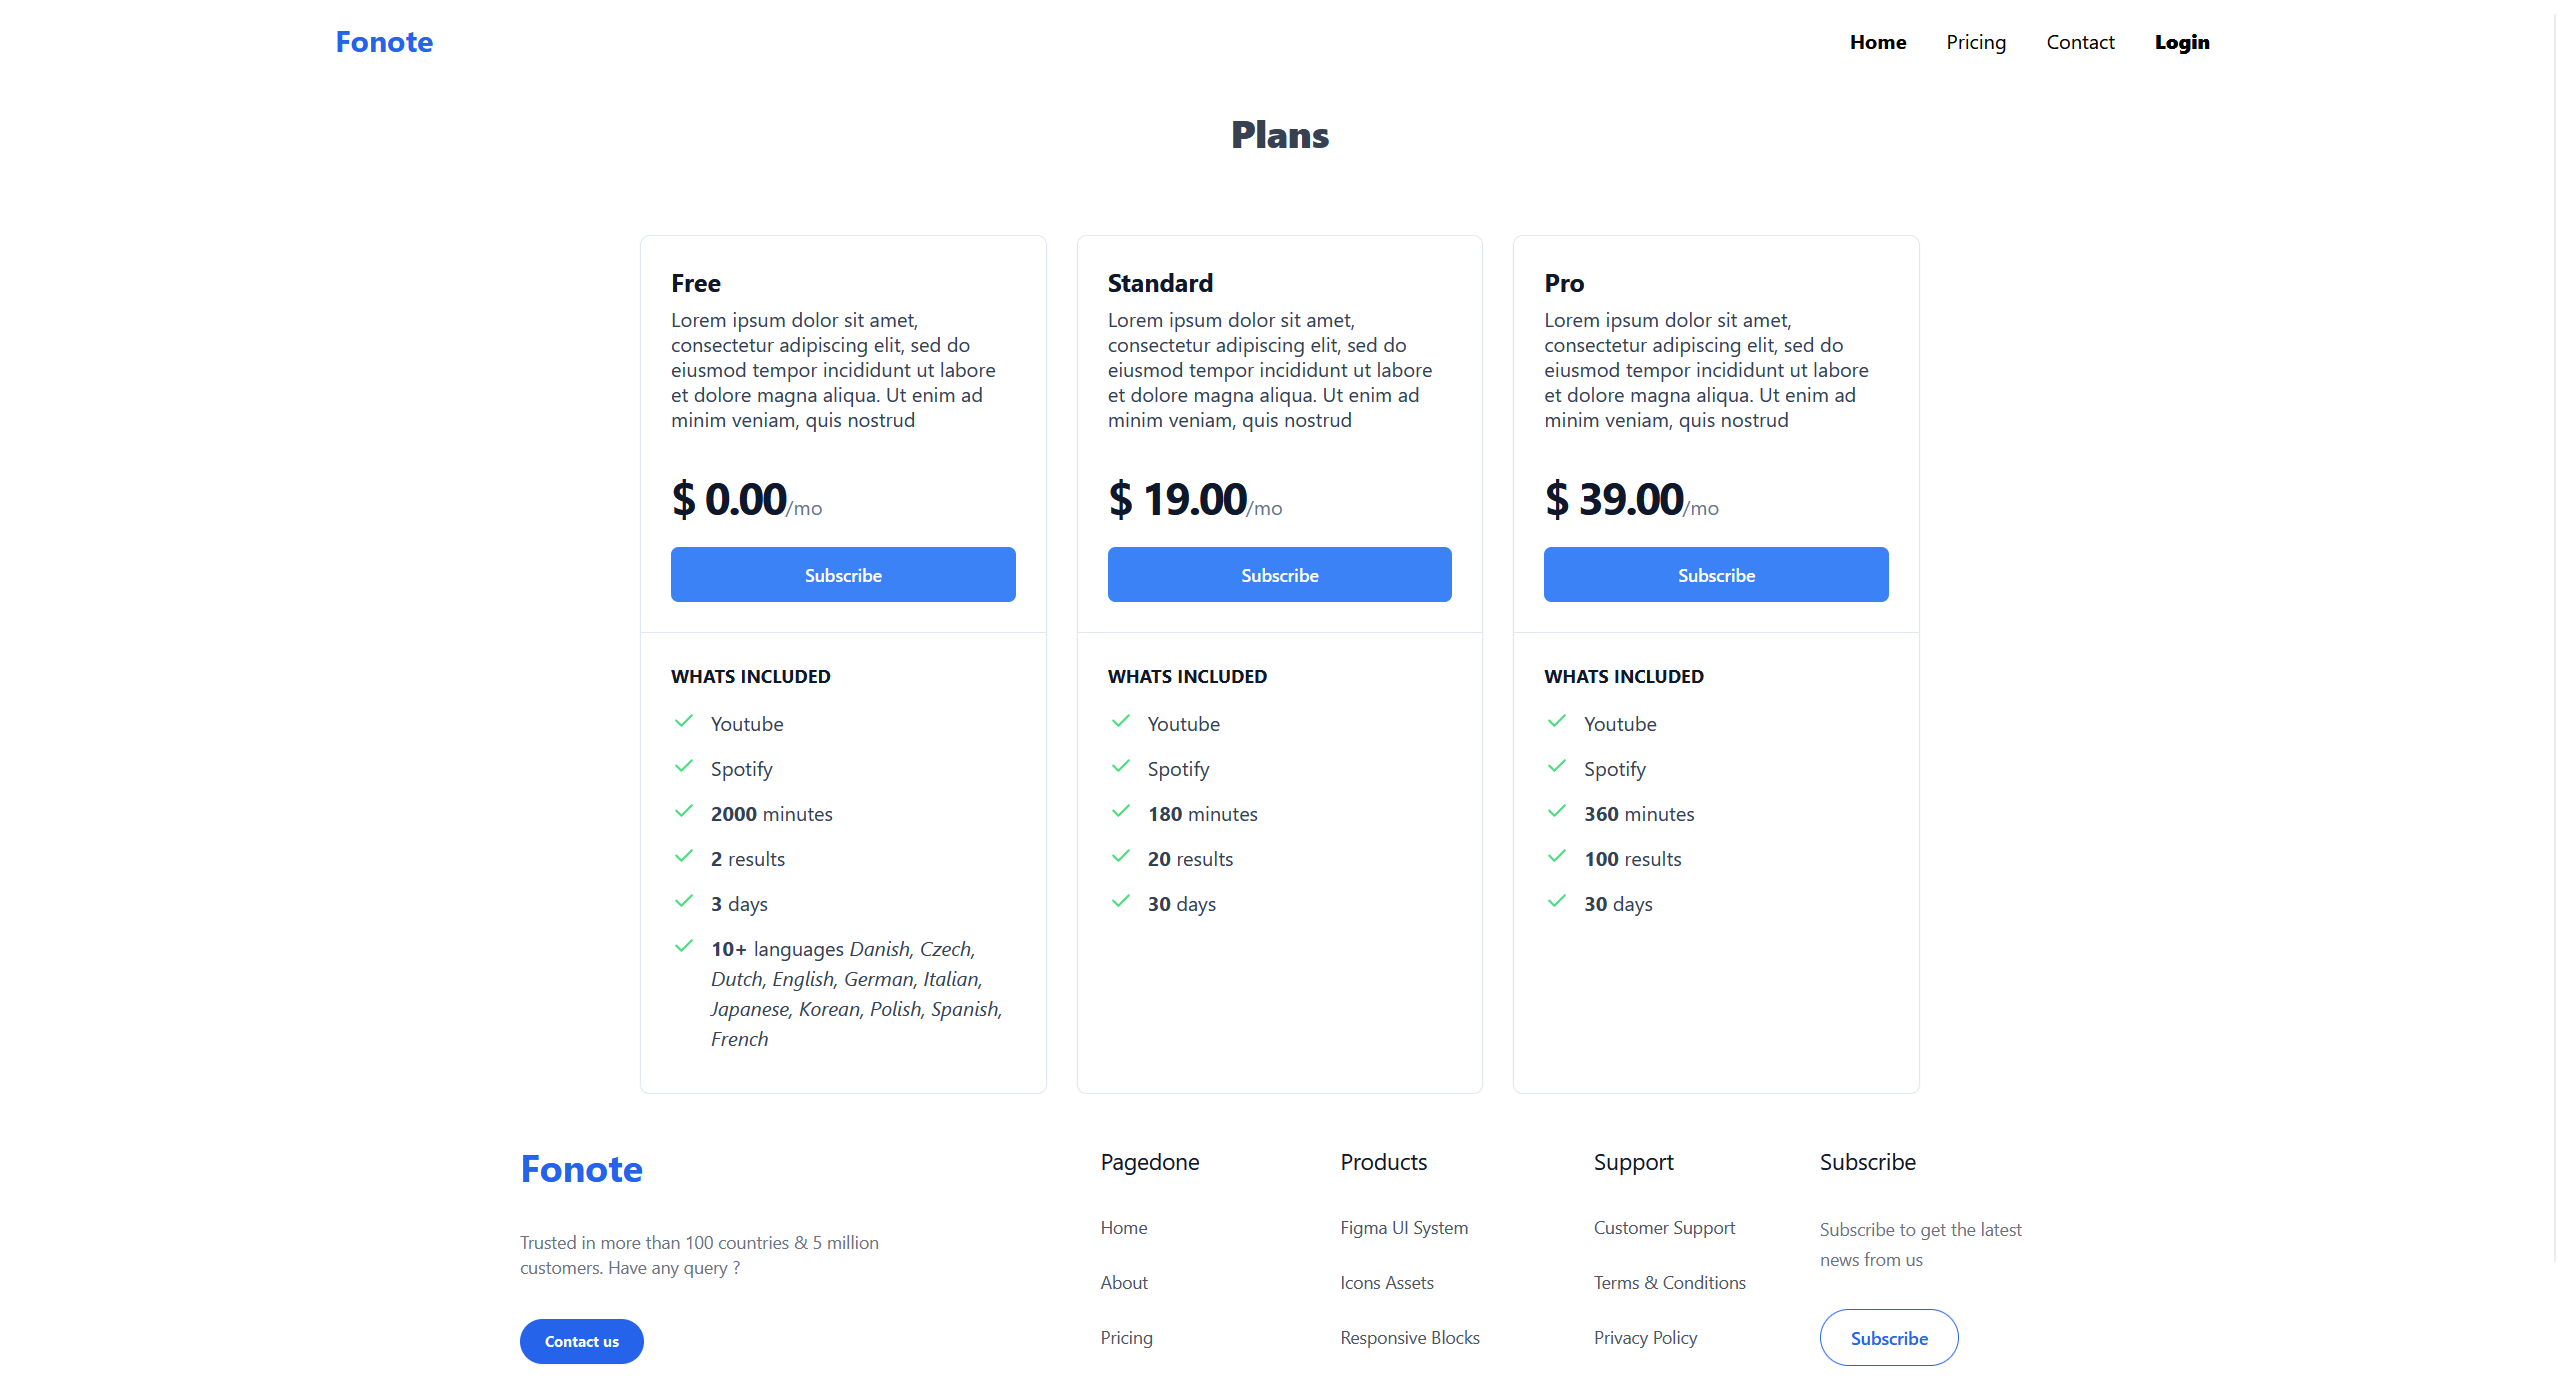 Fonote
Home Pricing Contact Login
Plans
Free
Lorem ipsum dolor sit amet,
consectetur adipiscing elit, sed do
eiusmod tempor incididunt ut labore
et dolore magna aliqua. Ut enim ad
minim veniam, quis nostrud
$ 0.00/mo
Subscribe
WHATS INCLUDED
Youtube
Spotify
2000 minutes
2 results
3 days
10+ languages Danish, Czech,
Dutch, English, German, Italian,
Japanese, Korean, Polish, Spanish,
French
Standard
Lorem ipsum dolor sit amet,
consectetur adipiscing elit, sed do
eiusmod tempor incididunt ut labore
et dolore magna aliqua. Ut enim ad
minim veniam, quis nostrud
$ 19.00/mo
Subscribe
WHATS INCLUDED
Youtube
Spotify
180 minutes
20 results
30 days
Pro
Lorem ipsum dolor sit amet,
consectetur adipiscing elit, sed do
eiusmod tempor incididunt ut labore
et dolore magna aliqua. Ut enim ad
minim veniam, quis nostrud
$ 39.00/mo
Subscribe
WHATS INCLUDED
Youtube
Spotify
360 minutes
100 results
30 days
Fonote
Trusted in more than 100 countries & 5 million
customers. Have any query ?
Contact us
Pagedone
Home
About
Pricing
Products
Figma UI System
Icons Assets
Responsive Blocks
Support
Customer Support
Terms & Conditions
Privacy Policy
Subscribe
Subscribe to get the latest
news from us
Subscribe